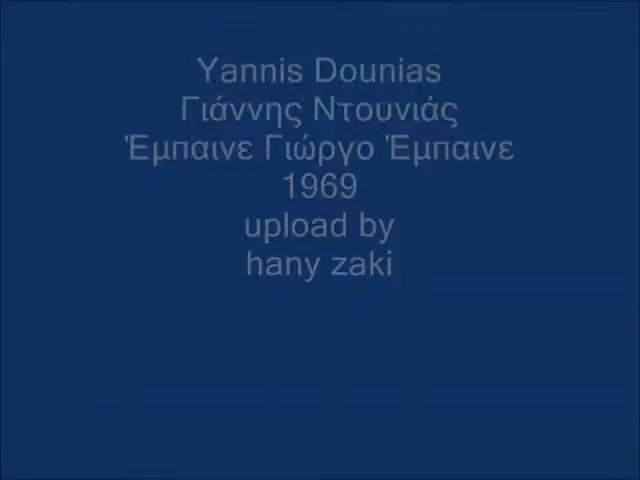 Yannis Dounias
Γιάννης Ντουνιάς
Έμπαινε Γιώργο Έμπαινε
1969
upload by
hany zaki